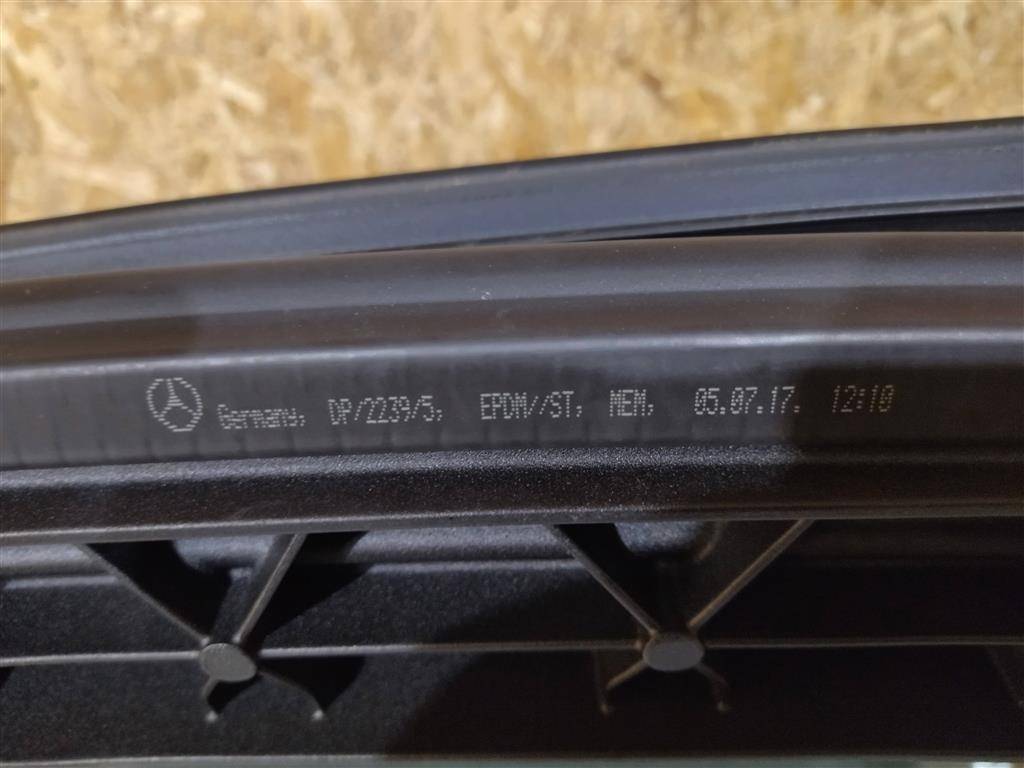 Germany, DP/2239/5, EPDM//ST, MEM, 05.07.17. 12:10